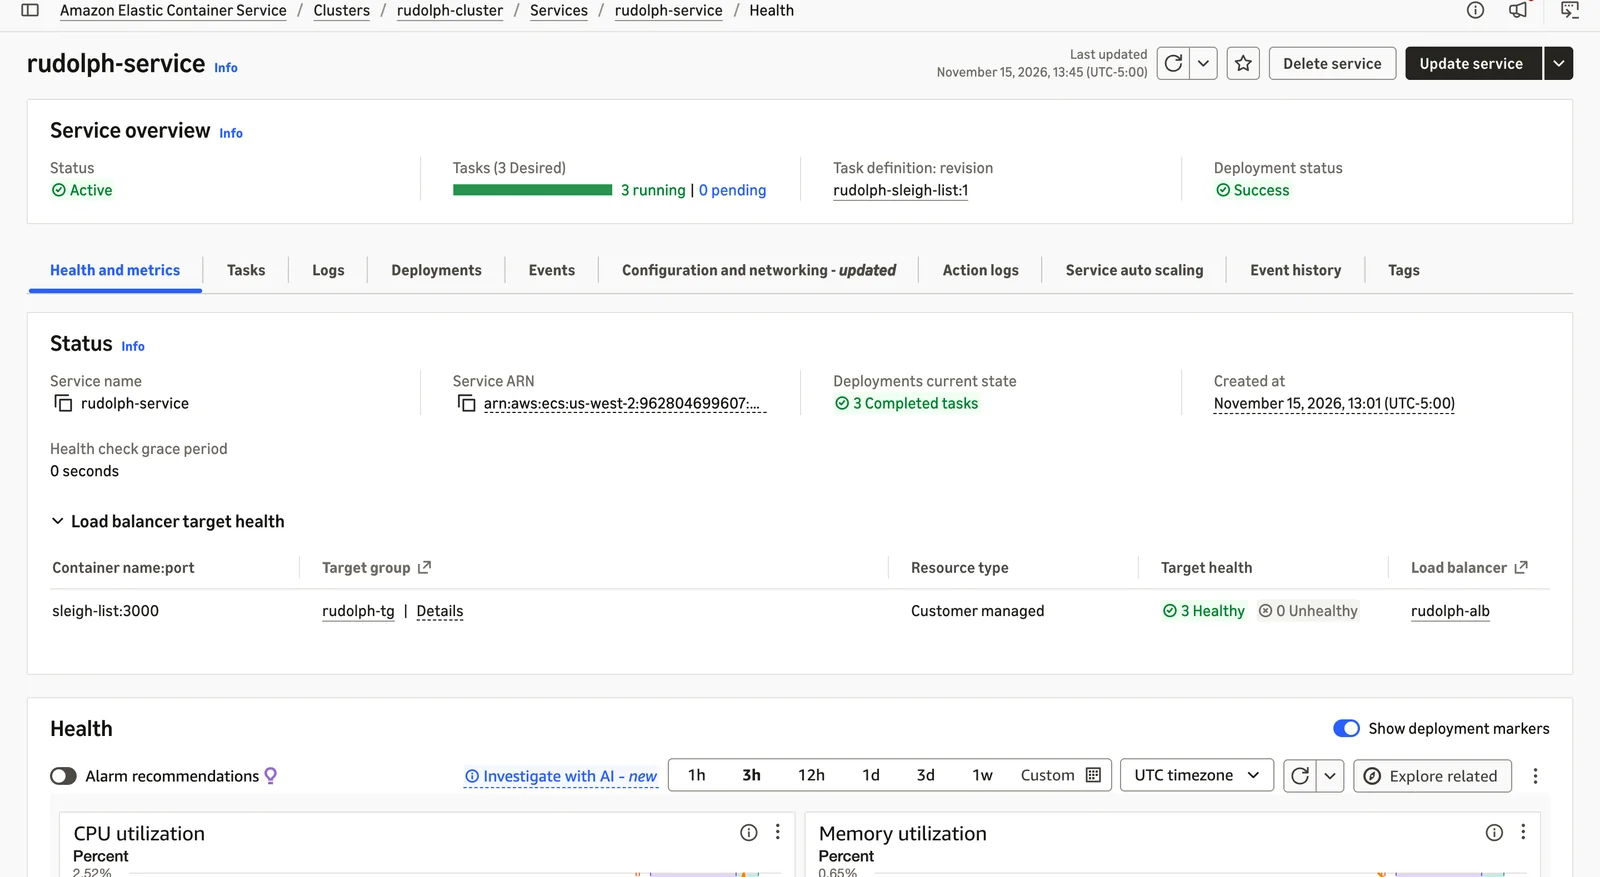 Amazon Elastic Container Service / Clusters / rudolph-cluster / Services / rudolph-service / Health
rudolph-service Info
Last updated
November 15, 2026, 13:45 (UTC-5:00)
Delete service
Update service
Service overview Info
Status
Active
Tasks (3 Desired)
3 running | 0 pending
Task definition: revision
rudolph-sleigh-list:1
Deployment status
Success
Health and metrics
Tasks
Logs
Deployments
Events
Configuration and networking - updated
Action logs
Service auto scaling
Event history
Tags
Status Info
Service name
rudolph-service
Service ARN
arn:aws:ecs:us-west-2:962804699607:...
Deployments current state
3 Completed tasks
Created at
November 15, 2026, 13:01 (UTC-5:00)
Health check grace period
0 seconds
Load balancer target health
Container name:port
Target group
Resource type
Target health
Load balancer
sleigh-list:3000
rudolph-tg | Details
Customer managed
3 Healthy
0 Unhealthy
rudolph-alb
Health
Show deployment markers
Alarm recommendations
Investigate with AI - new
1h
3h
12h
1d
3d
1w
Custom
UTC timezone
Explore related
CPU utilization
Percent
2.52%
Memory utilization
Percent
0.65%